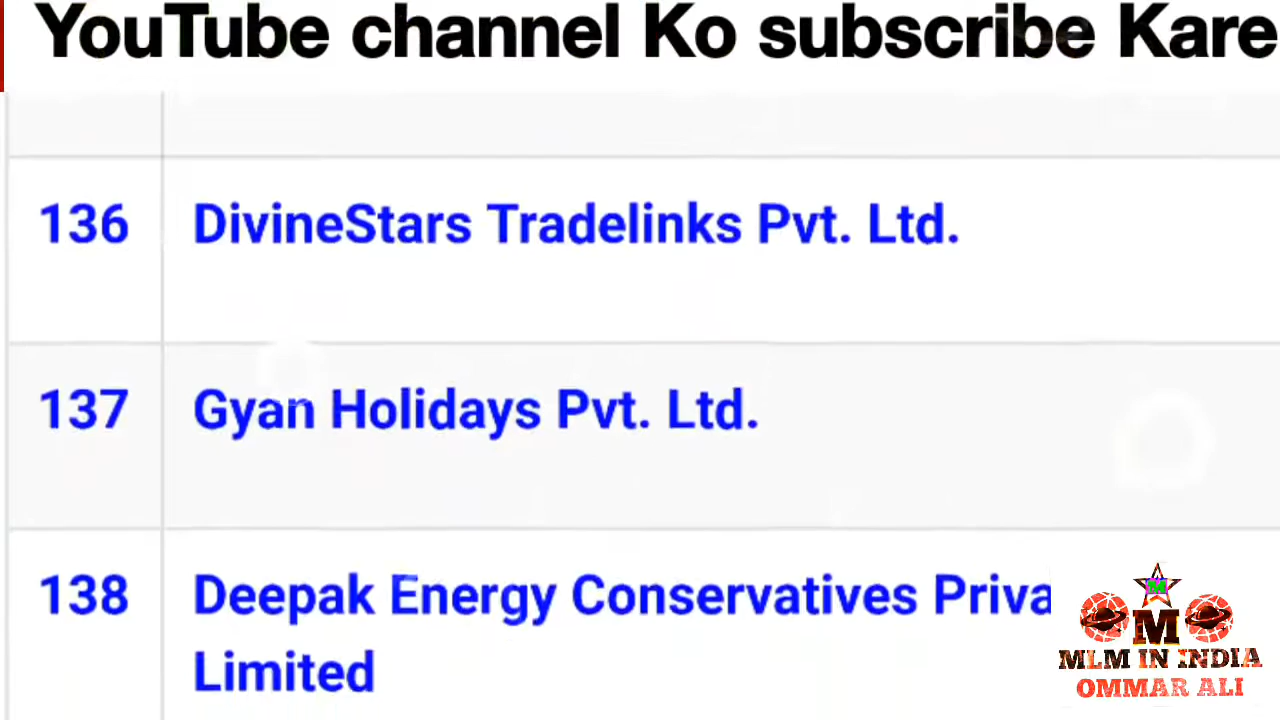 YouTube channel Ko subscribe Kare
136 DivineStars Tradelinks Pvt. Ltd.
137 Gyan Holidays Pvt. Ltd.
138 Deepak Energy Conservatives Priva
Limited
M
M
MLM IN INDIA
OMMAR ALI